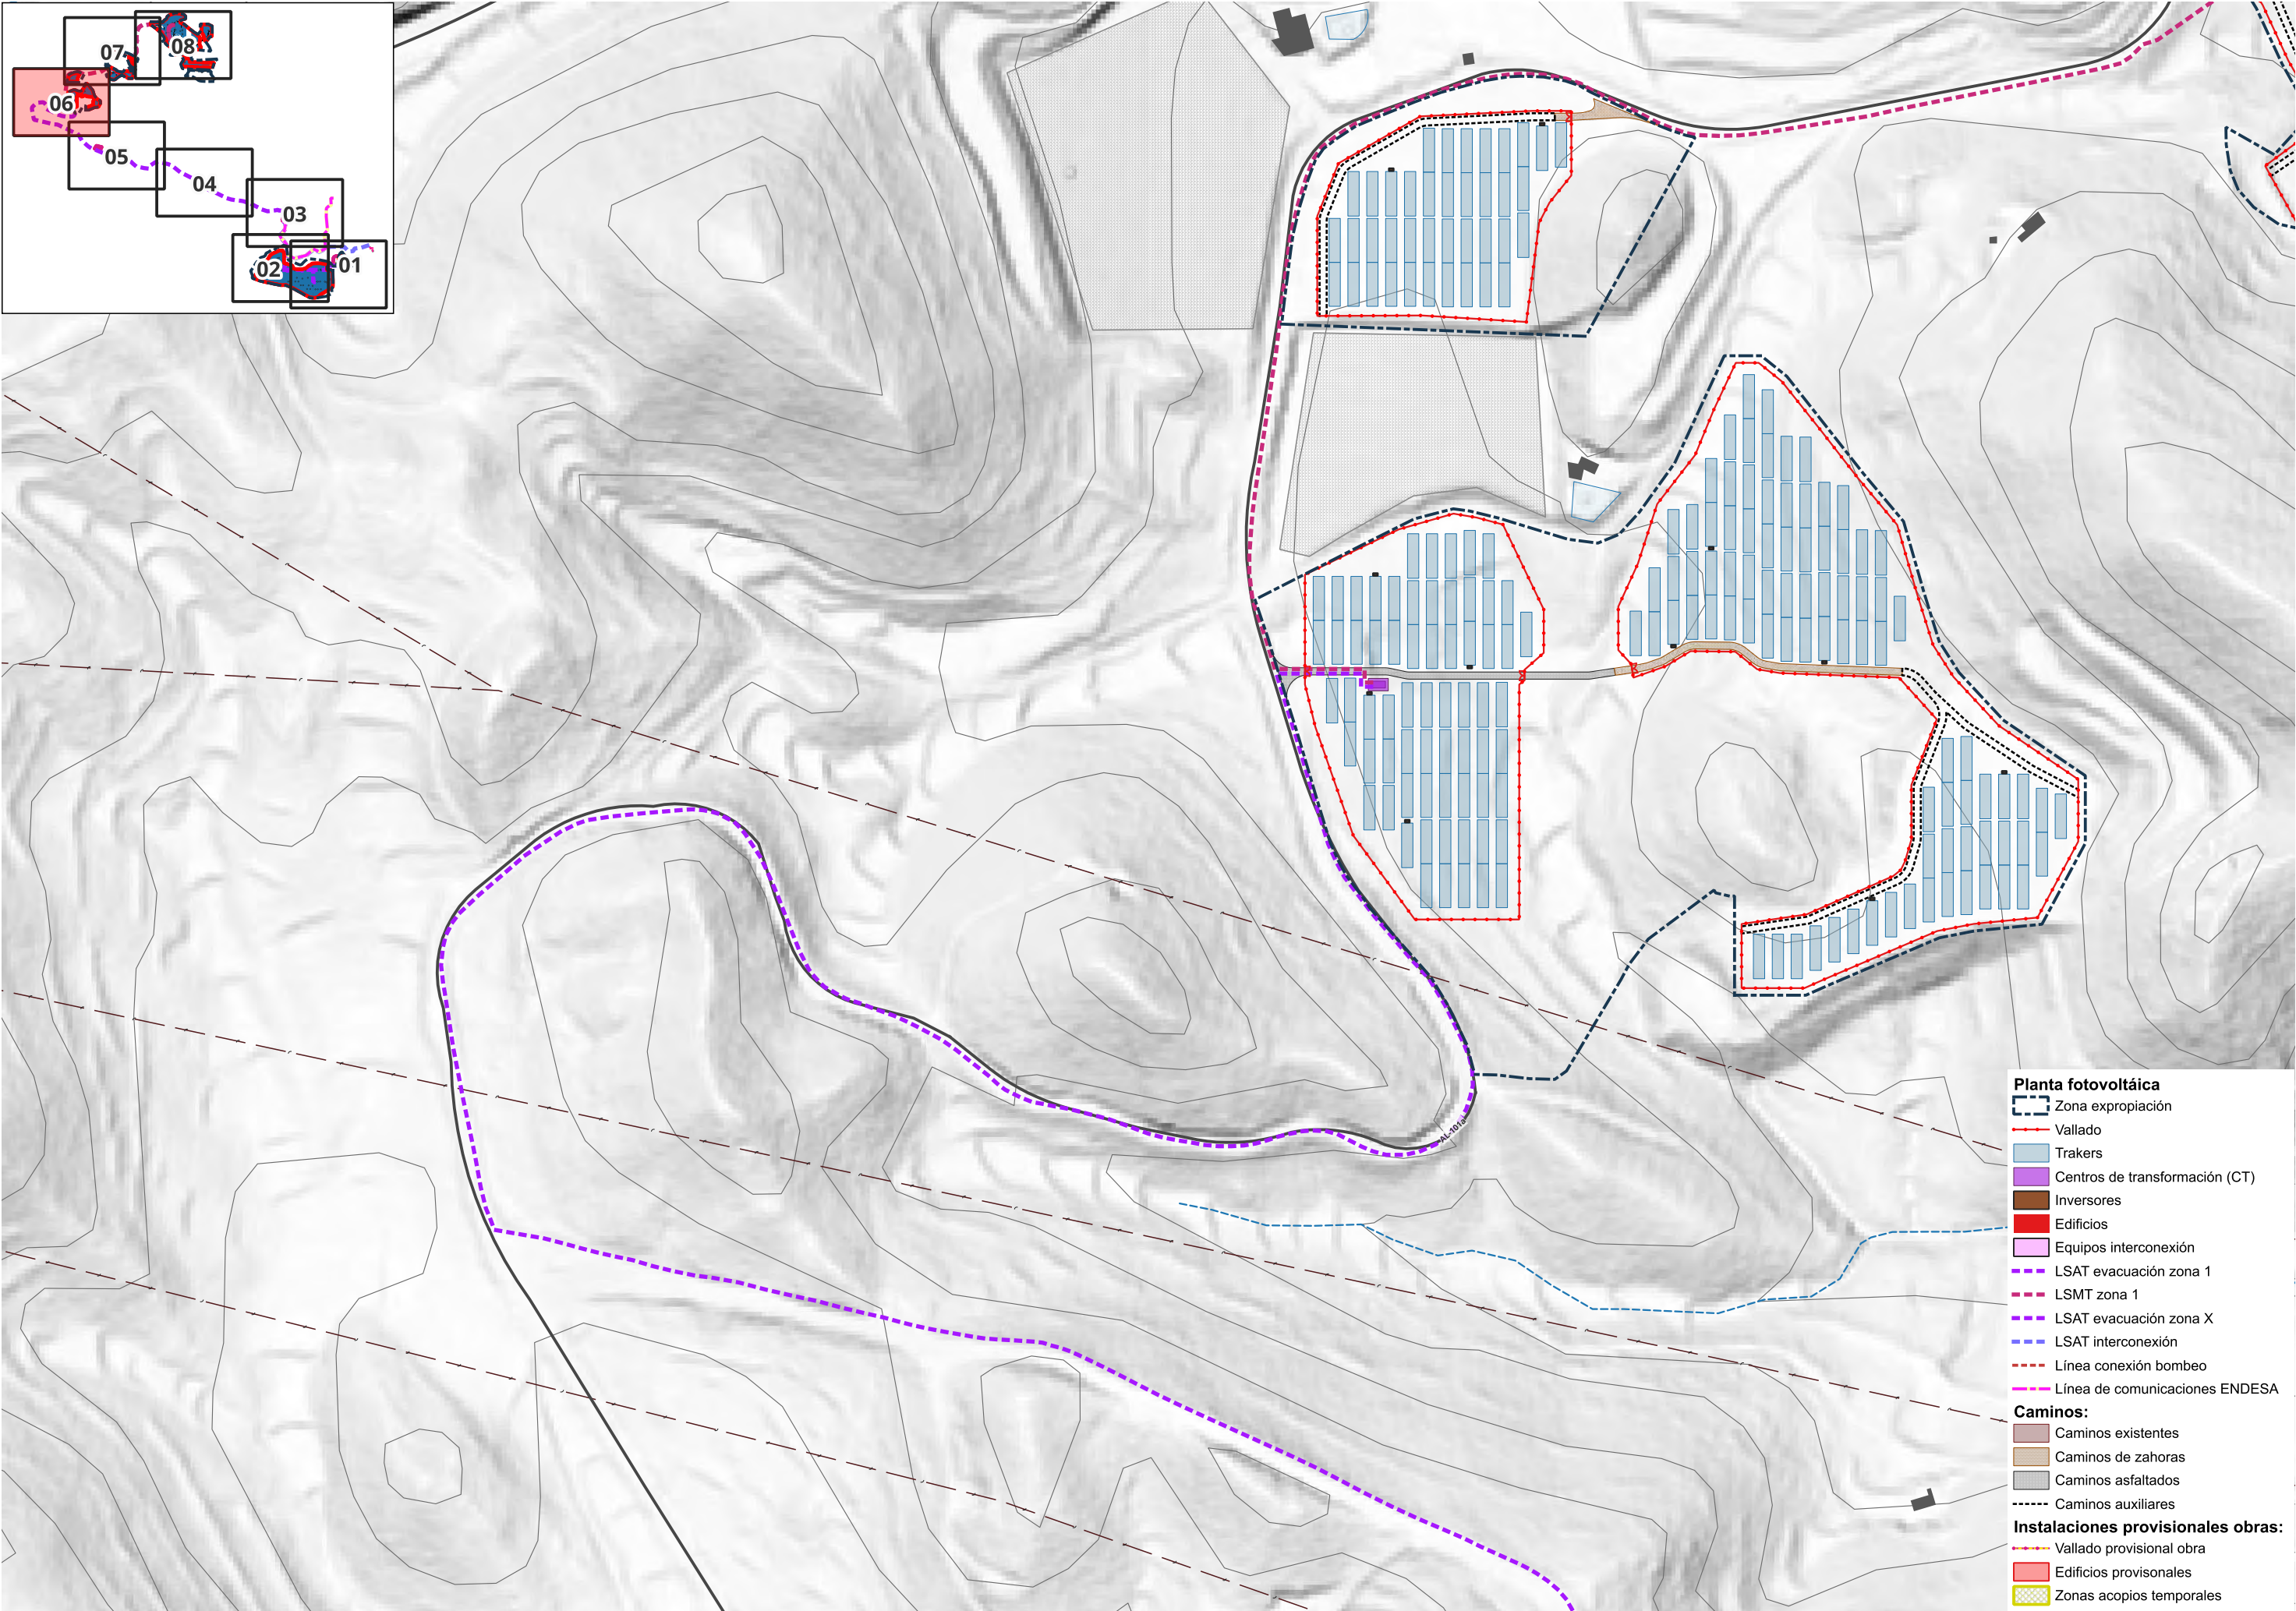 07
08
06
05
04
03
02
01
AL-101a
Planta fotovoltáica
Zona expropiación
Vallado
Trakers
Centros de transformación (CT)
Inversores
Edificios
Equipos interconexión
LSAT evacuación zona 1
LSMT zona 1
LSAT evacuación zona X
LSAT interconexión
Línea conexión bombeo
Línea de comunicaciones ENDESA
Caminos:
Caminos existentes
Caminos de zahoras
Caminos asfaltados
Caminos auxiliares
Instalaciones provisionales obras:
Vallado provisional obra
Edificios provisonales
Zonas acopios temporales